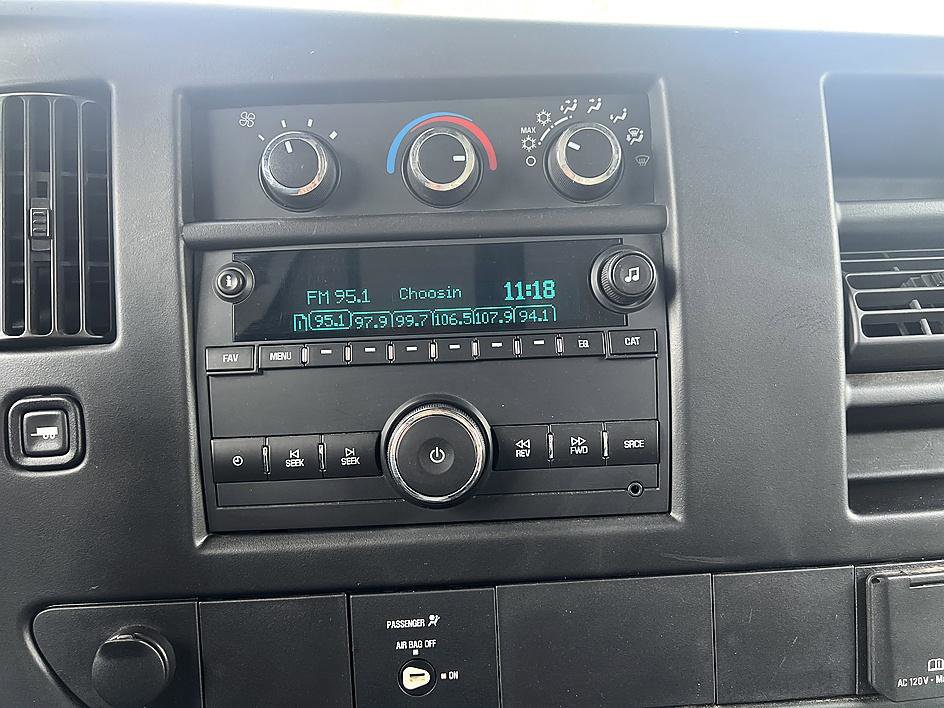 MAX
FM 95.1 Choosin 11:18
95.1 97.9 99.7 106.5 107.9 94.1
FAV MENU EQ CAT
SEEK SEEK REV FWD SRCE
PASSENGER
AIR BAG OFF
ON
AC 120V - M